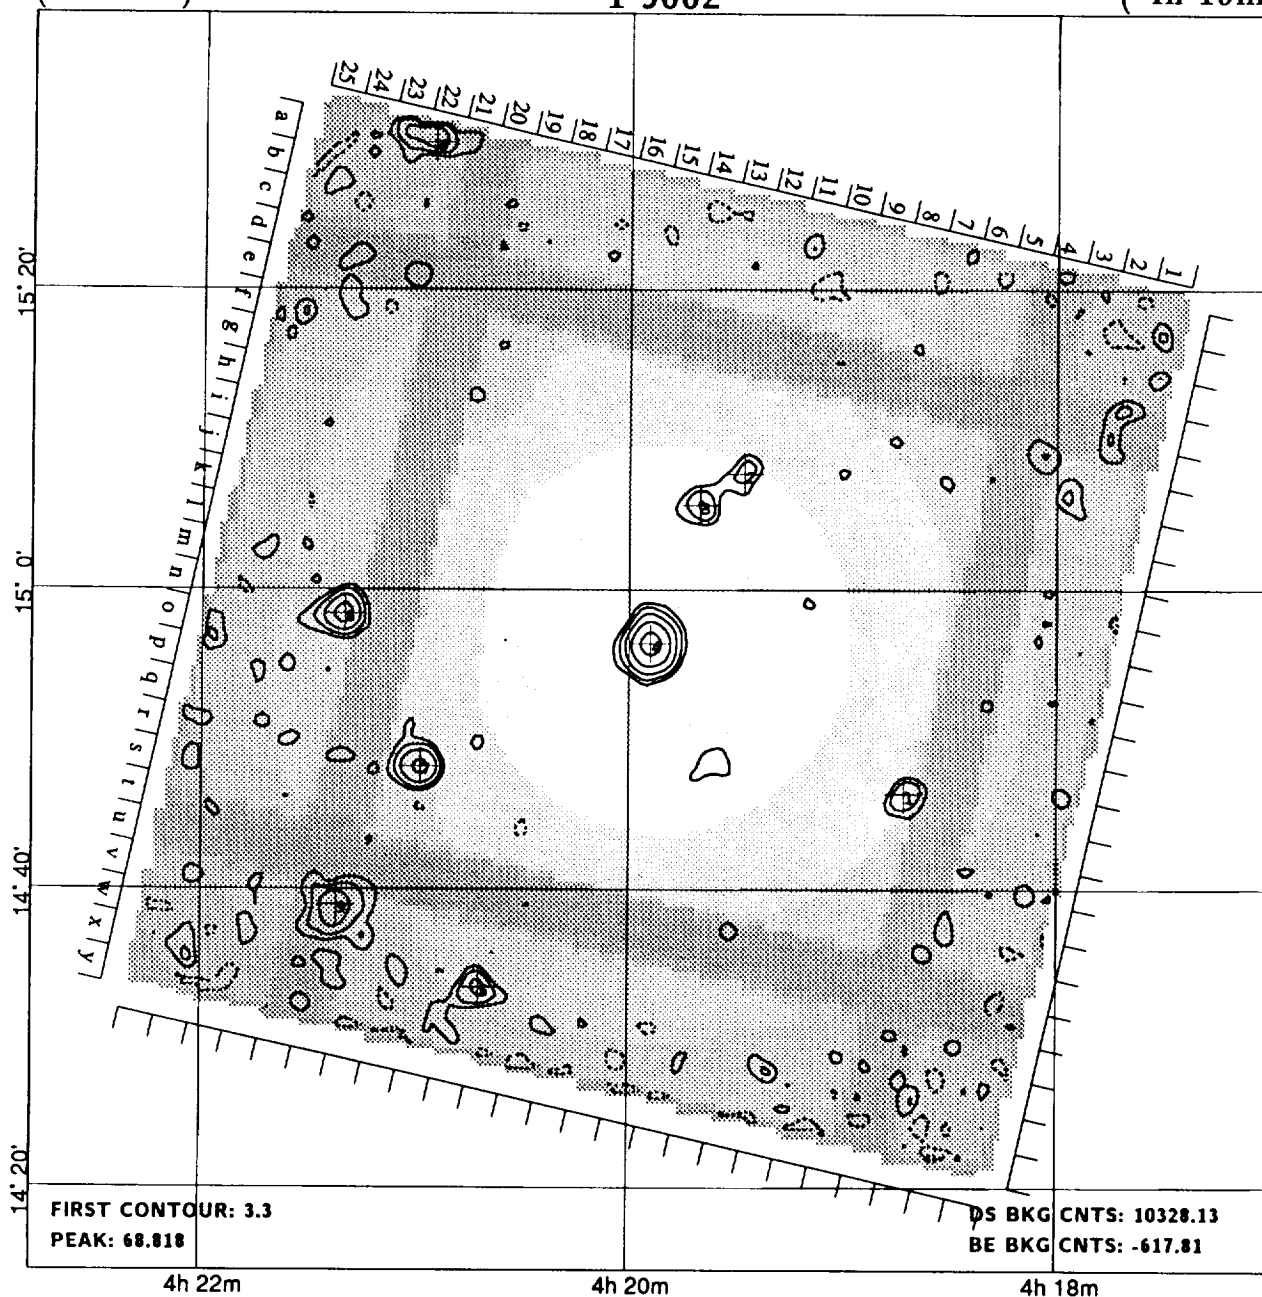 25 24 23 22 21 20 19 18 17 16 15 14 13 12 11 10 9 8 7 6 5 4 3 2 1
a b c d e f g h i j k l m n o p q r s t u v w x y
15° 20'
15° 0'
14° 40'
14° 20'
FIRST CONTOUR: 3.3
PEAK: 68.818
DS BKG CNTS: 10328.13
BE BKG CNTS: -617.81
4h 22m 4h 20m 4h 18m